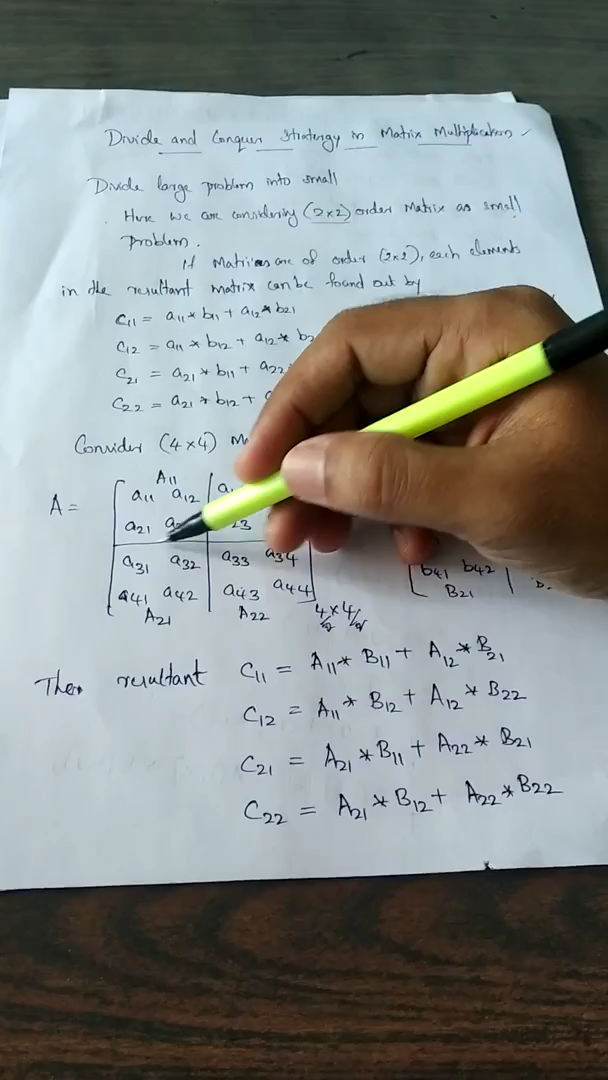 Divide and Conquer Stratergy in Matrix Multiplication
Divide large problem into small
. Here we are considering (2×2) order Matrix as small
problem.
If Matrixes are of order (2×2), each elements
in the resultant matrix can be found out by
C11 = a11 * b11 + a12 * b21
C12 = a11 * b12 + a12 *
C21 = a21 * b11 + a22
C22 = a21 * b12 +
Consider (4×4)
A11
A = a11 a12
a21
a31 a32 a33 a34
a41 a42 a43 a44
A21 A22
4×4
b41 b42
B21
Then resultant C11 = A11 * B11 + A12 * B21
C12 = A11 * B12 + A12 * B22
C21 = A21 * B11 + A22 * B21
C22 = A21 * B12 + A22 * B22